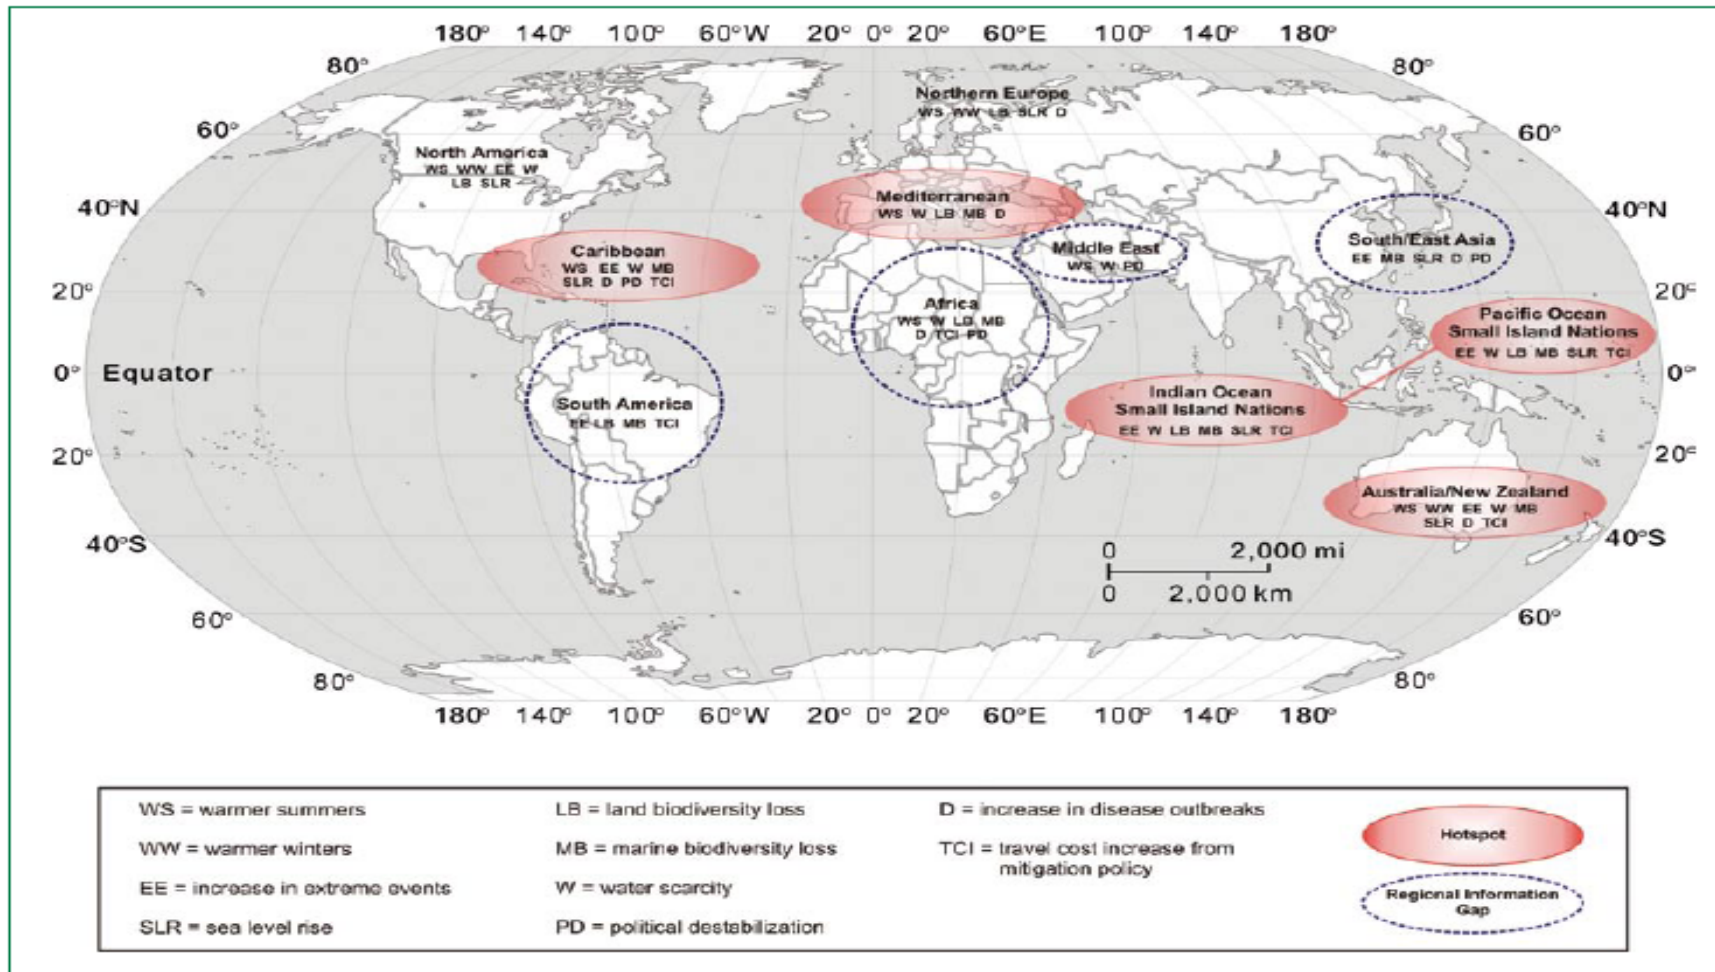 180° 140° 100° 60°W 20° 0° 20° 60°E 100° 140° 180°
80° 80°
Northern Europe
WS WW LB SLR D
60° 60°
North America
WS WW EE W
LB SLR
Mediterranean
WS W LB MB D
40°N 40°N
South/East Asia
EE MB SLR D PD
Middle East
WS W PD
Caribbean
WS EE W MB
SLR D PD TCI
20° 20°
Africa
WS W LB MB
D TCI PD
Pacific Ocean
Small Island Nations
EE W LB MB SLR TCI
0° Equator 0°
Indian Ocean
Small Island Nations
EE W LB MB SLR TCI
South America
EE LB MB TCI
20° 20°
Australia/New Zealand
WS WW EE W MB
SLR D TCI
40°S 40°S
0 2,000 mi
0 2,000 km
60° 60°
80° 80°
180° 140° 100° 60°W 20° 0° 20° 60°E 100° 140° 180°
WS = warmer summers
WW = warmer winters
EE = increase in extreme events
SLR = sea level rise
LB = land biodiversity loss
MB = marine biodiversity loss
W = water scarcity
PD = political destabilization
D = increase in disease outbreaks
TCI = travel cost increase from
mitigation policy
Hotspot
Regional Information
Gap